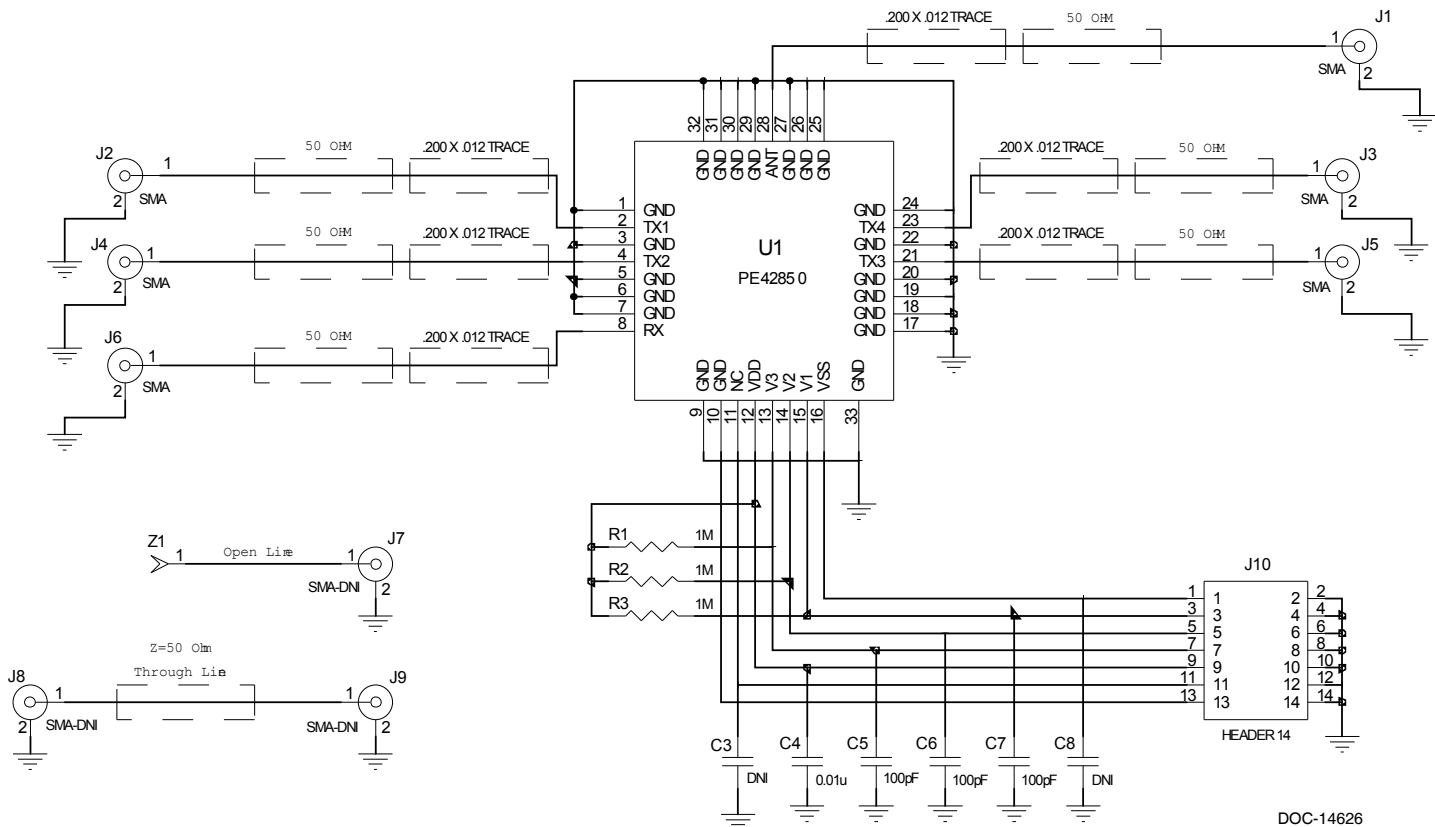 .200 X .012 TRACE
50 OHM
J1
1
SMA
2
32
31
30
29
28
27
26
25
GND
GND
GND
GND
ANT
GND
GND
GND
J2
1
50 OHM
.200 X .012 TRACE
2
SMA
.200 X .012 TRACE
50 OHM
J3
1
SMA
2
J4
1
50 OHM
.200 X .012 TRACE
2
SMA
.200 X .012 TRACE
50 OHM
J5
1
SMA
2
J6
1
50 OHM
.200 X .012 TRACE
2
SMA
1 GND
2 TX1
3 GND
4 TX2
5 GND
6 GND
7 GND
8 RX
U1
PE42850
GND 24
TX4 23
GND 22
TX3 21
GND 20
GND 19
GND 18
GND 17
GND
GND
NC
VDD
V3
V2
V1
VSS
GND
9
10
11
12
13
14
15
16
33
R1 1M
R2 1M
R3 1M
Z1
1
Open Line
1
J7
SMA-DNI
2
Z=50 Ohm
Through Line
J8
1
2
SMA-DNI
1
J9
SMA-DNI
2
J10
1 1 2 2
3 3 4 4
5 5 6 6
7 7 8 8
9 9 10 10
11 11 12 12
13 13 14 14
HEADER 14
C3
DNI
C4
0.01u
C5
100pF
C6
100pF
C7
100pF
C8
DNI
DOC-14626